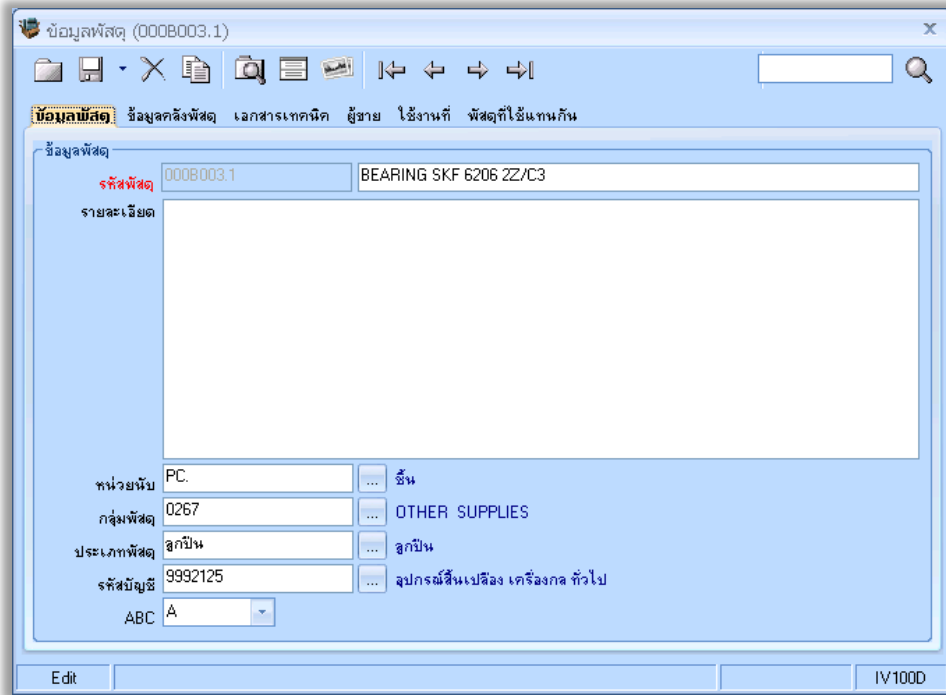 ข้อมูลพัสดุ (000B003.1)
ข้อมูลพัสดุ ข้อมูลคลังพัสดุ เอกสารเทคนิค ผู้ขาย ใช้งานที่ พัสดุที่ใช้แทนกัน
ข้อมูลพัสดุ
รหัสพัสดุ 000B003.1 BEARING SKF 6206 2Z/C3
รายละเอียด
หน่วยนับ PC. ... ชิ้น
กลุ่มพัสดุ 0267 ... OTHER SUPPLIES
ประเภทพัสดุ ลูกปืน ... ลูกปืน
รหัสบัญชี 9992125 ... อุปกรณ์สิ้นเปลือง เครื่องกล ทั่วไป
ABC A
Edit IV100D